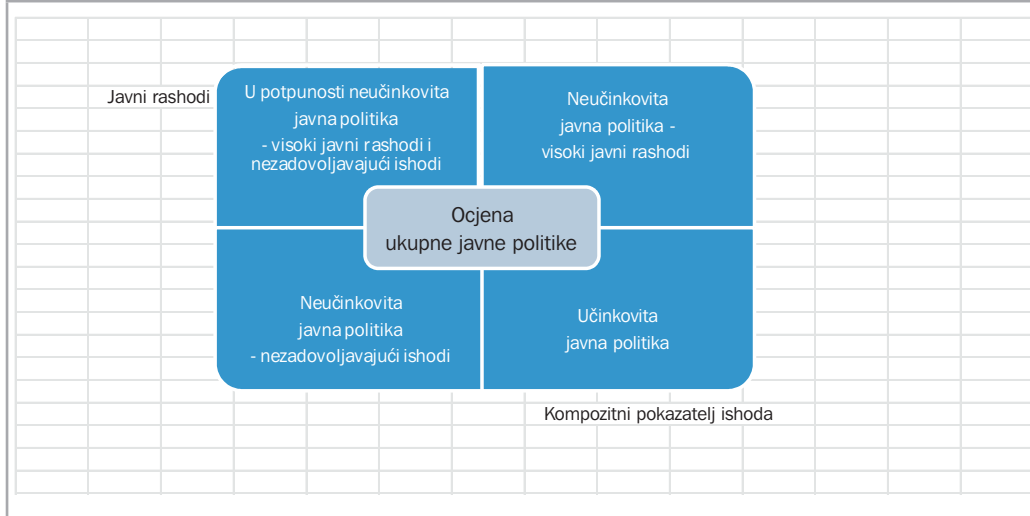 Javni rashodi
U potpunosti neučinkovita
javna politika
- visoki javni rashodi i
nezadovoljavajući ishodi
Neučinkovita
javna politika -
visoki javni rashodi
Ocjena
ukupne javne politike
Neučinkovita
javna politika
- nezadovoljavajući ishodi
Učinkovita
javna politika
Kompozitni pokazatelj ishoda